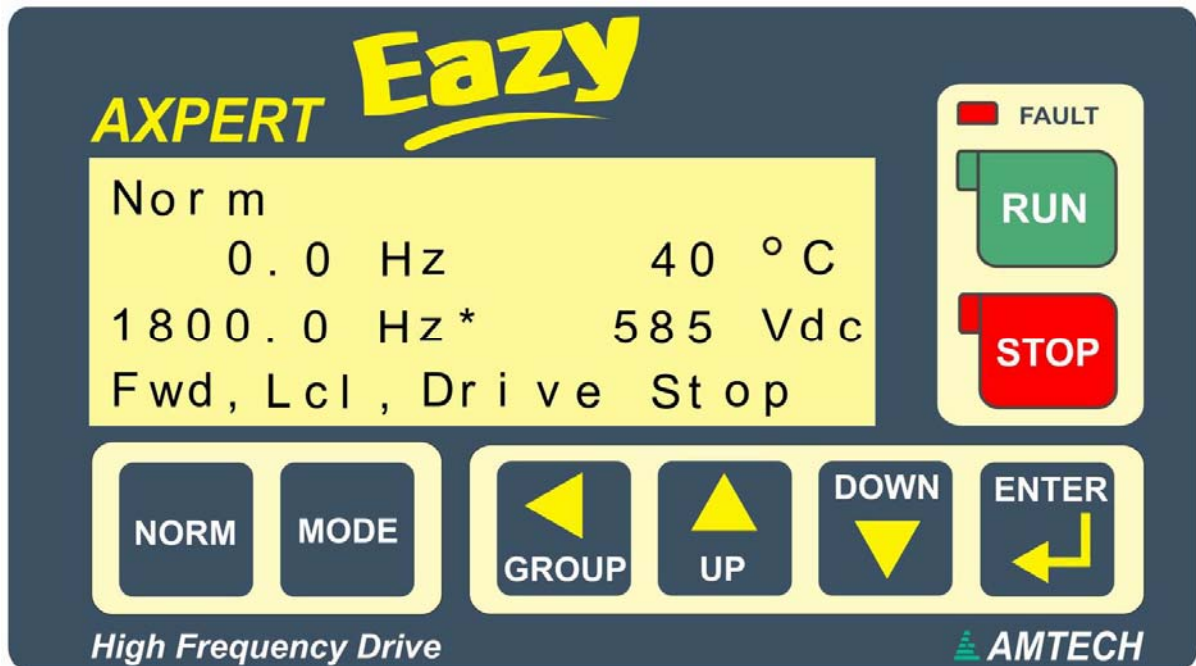 AXPERT Eazy
FAULT
RUN
STOP
Norm
0.0 Hz 40 °C
1800.0 Hz* 585 Vdc
Fwd, Lcl, Drive Stop
NORM
MODE
GROUP
UP
DOWN
ENTER
High Frequency Drive
AMTECH